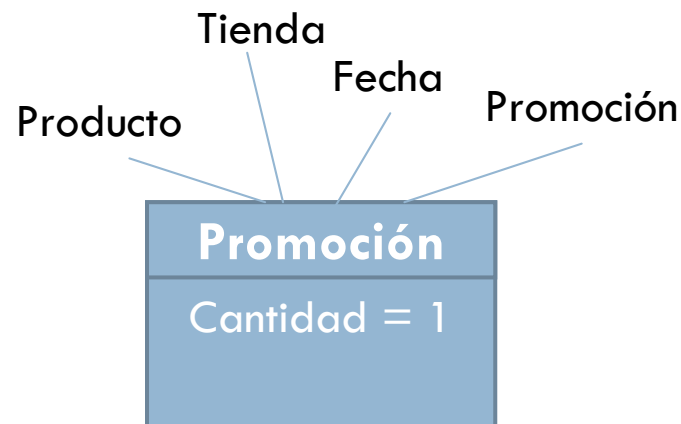 Tienda
Fecha
Promoción
Producto
Promoción
Cantidad = 1